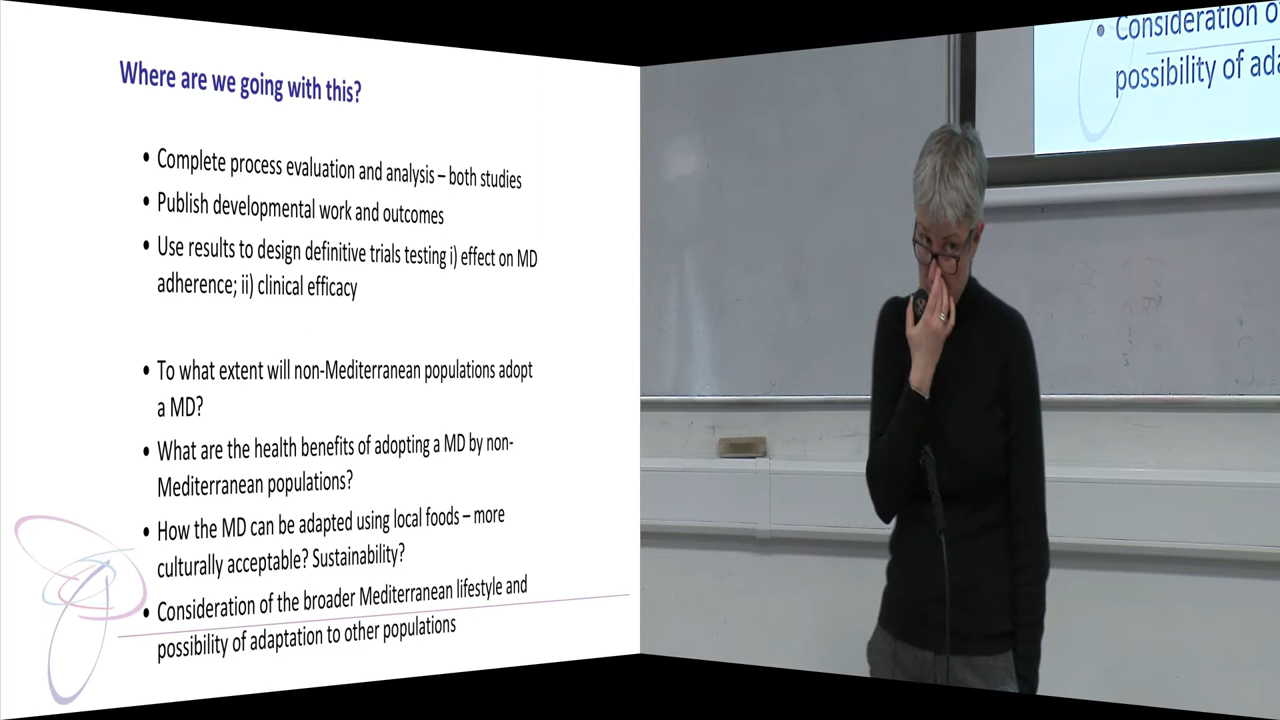 Where are we going with this?
• Complete process evaluation and analysis – both studies
• Publish developmental work and outcomes
• Use results to design definitive trials testing i) effect on MD
adherence; ii) clinical efficacy
• To what extent will non-Mediterranean populations adopt
a MD?
• What are the health benefits of adopting a MD by non-
Mediterranean populations?
• How the MD can be adapted using local foods – more
culturally acceptable? Sustainability?
• Consideration of the broader Mediterranean lifestyle and
possibility of adaptation to other populations
• Consideration
possibility of